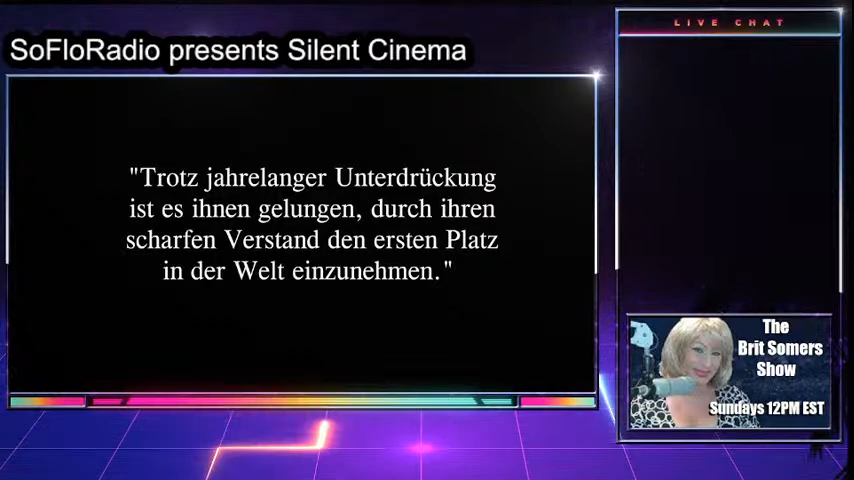 SoFloRadio presents Silent Cinema
"Trotz jahrelanger Unterdrückung
ist es ihnen gelungen, durch ihren
scharfen Verstand den ersten Platz
in der Welt einzunehmen."
LIVE CHAT
The
Brit Somers
Show
Sundays 12PM EST